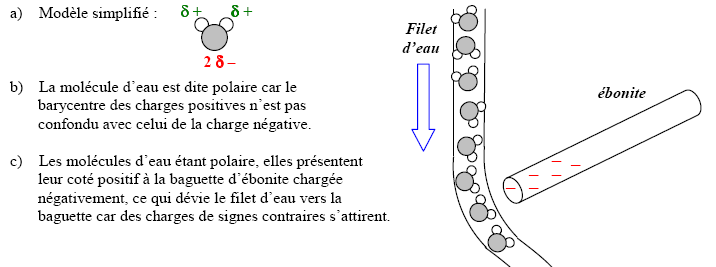 a) Modèle simplifié :
δ + δ +
2 δ –
b) La molécule d’eau est dite polaire car le
barycentre des charges positives n’est pas
confondu avec celui de la charge négative.
c) Les molécules d’eau étant polaire, elles présentent
leur coté positif à la baguette d’ébonite chargée
négativement, ce qui dévie le filet d’eau vers la
baguette car des charges de signes contraires s’attirent.
Filet
d’eau
ébonite